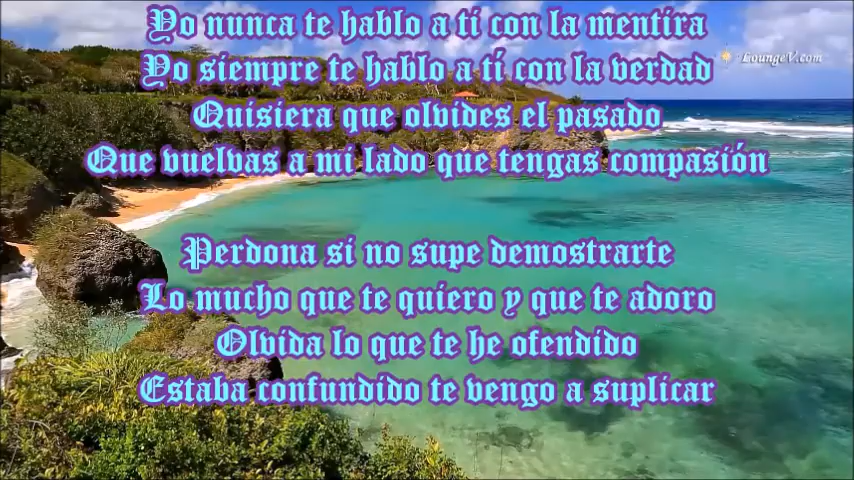 Yo nunca te hablo a ti con la mentira
LoungeV.com
Yo siempre te hablo a tí con la verdad
Quisiera que olvides el pasado
Que vuelvas a mi lado que tengas compasión
Perdona si no supe demostrarte
Lo mucho que te quiero y que te adoro
Olvida lo que te he ofendido
Estaba confundido te vengo a suplicar